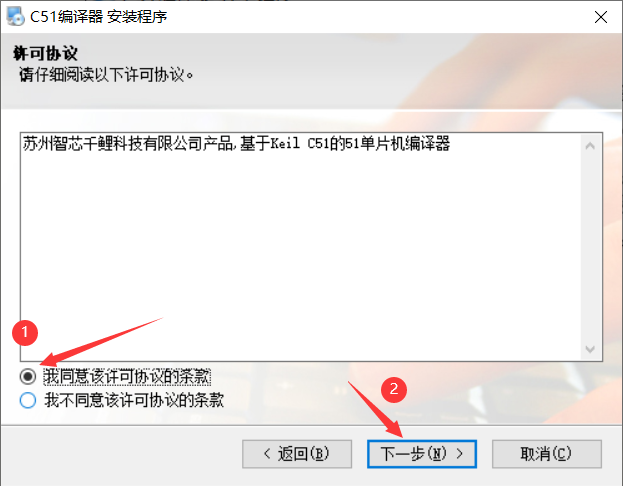 C51编译器 安装程序
许可协议
请仔细阅读以下许可协议。
苏州智芯千鲤科技有限公司产品,基于Keil C51的51单片机编译器
1
我同意该许可协议的条款
2
我不同意该许可协议的条款
< 返回(B)
下一步(N) >
取消(C)